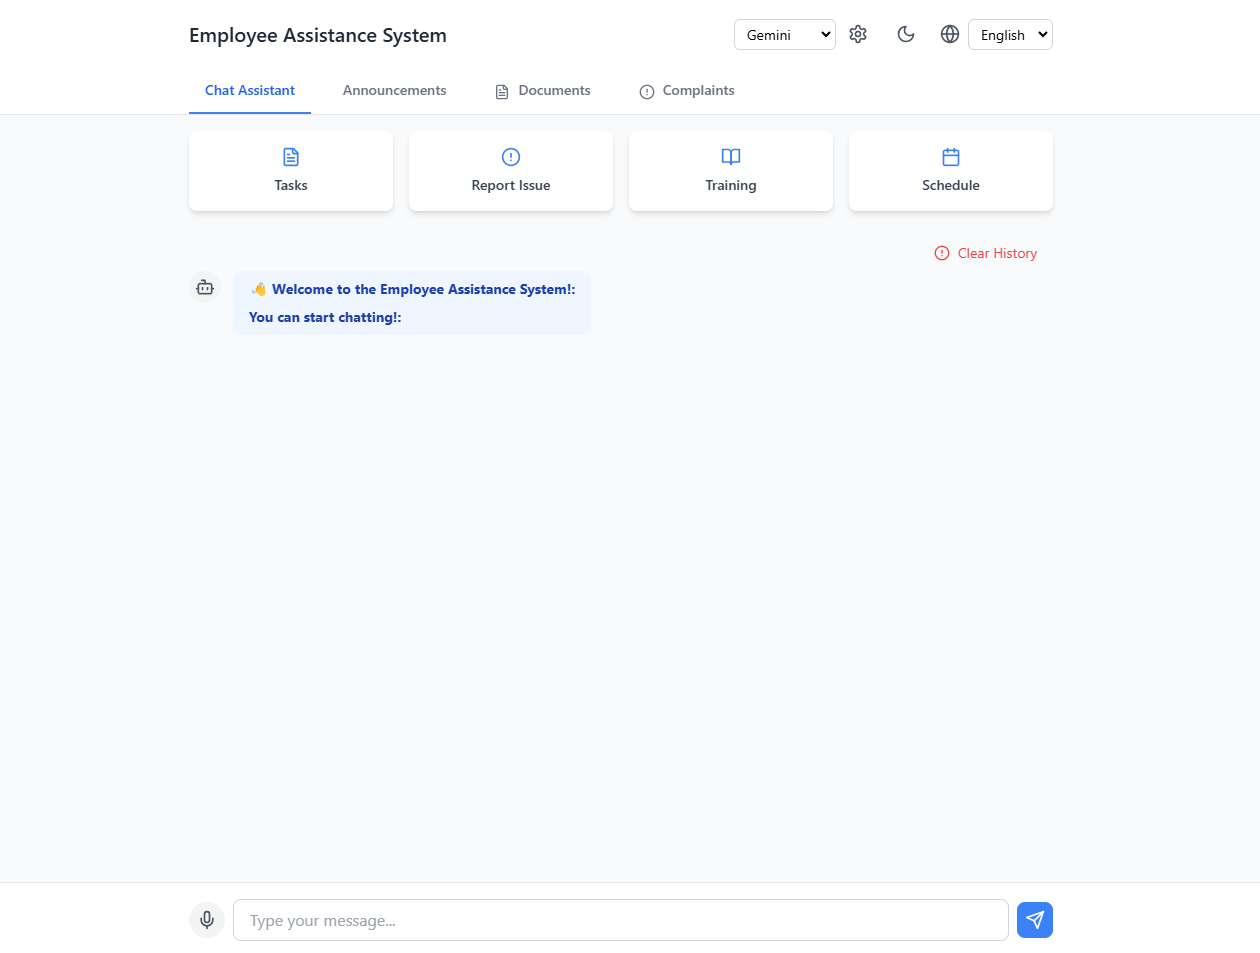 Employee Assistance System
Gemini
English
Chat Assistant
Announcements
Documents
Complaints
Tasks
Report Issue
Training
Schedule
Clear History
👋 Welcome to the Employee Assistance System!:
You can start chatting!:
Type your message...